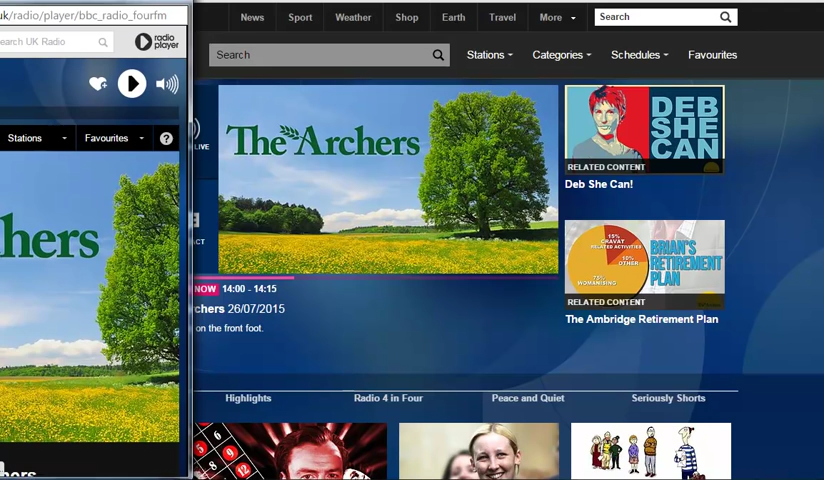 uk/radio/player/bbc_radio_fourfm
earch UK Radio
radio
player
Stations
Favourites
?
hers
hers
News
Sport
Weather
Shop
Earth
Travel
More
Search
Search
Stations
Categories
Schedules
Favourites
LIVE
The Archers
NOW 14:00 - 14:15
rchers 26/07/2015
on the front foot.
DEB
SHE
CAN
RELATED CONTENT
Deb She Can!
15%
CRAVAT
RELATED ACTIVITIES
10%
OTHER
75%
WOMANISING
BRIAN'S
RETIREMENT
PLAN
RELATED CONTENT
The Ambridge Retirement Plan
Highlights
Radio 4 in Four
Peace and Quiet
Seriously Shorts